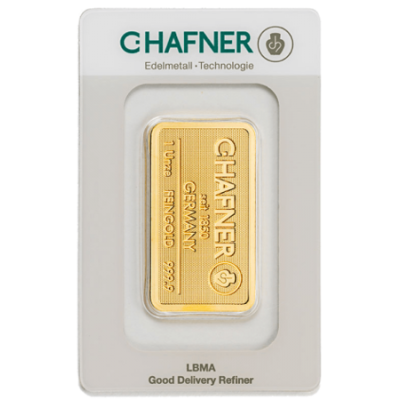 C·HAFNER
Edelmetall · Technologie
C·HAFNER
seit 1850
GERMANY
1 Unze FEINGOLD 999,9
LBMA
Good Delivery Refiner